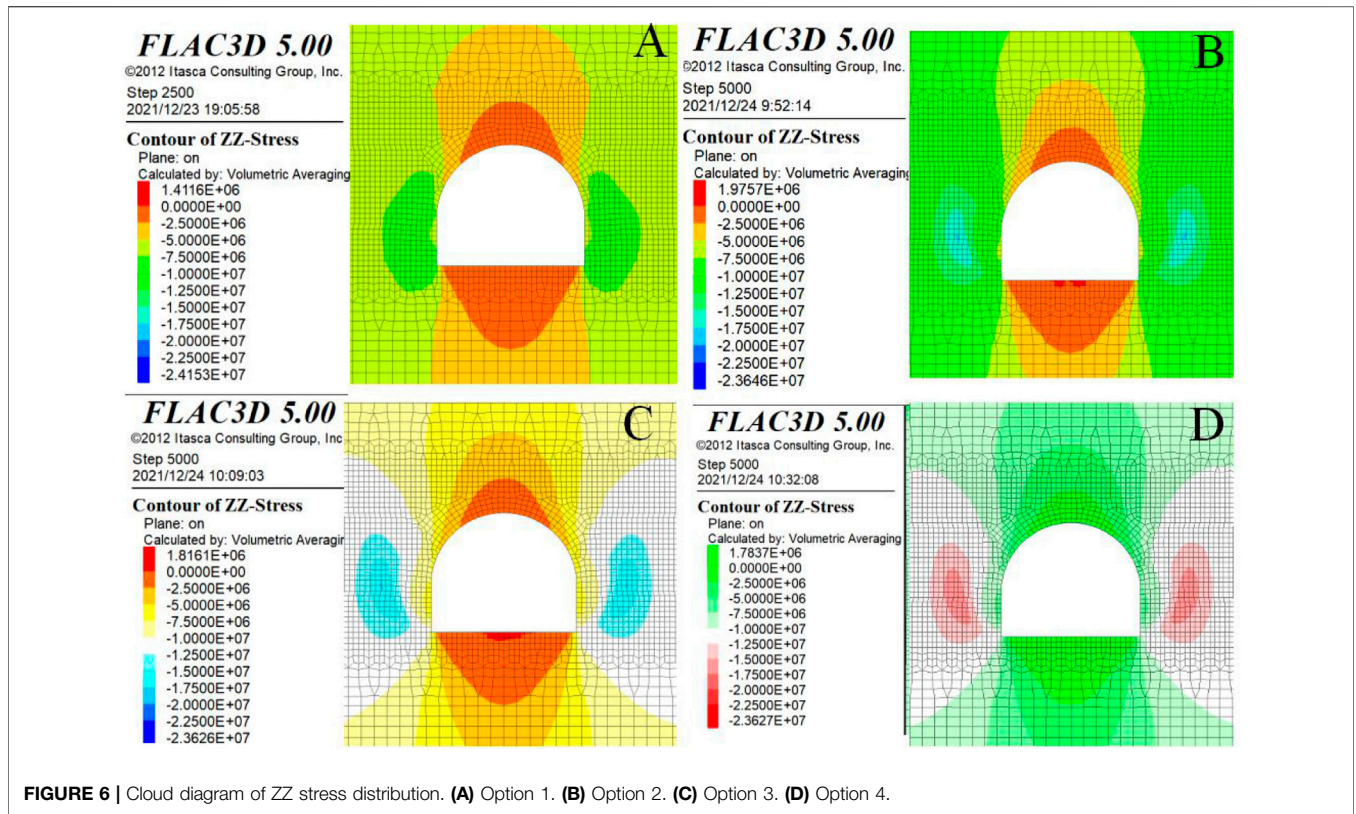 FLAC3D 5.00
©2012 Itasca Consulting Group, Inc.
Step 2500
2021/12/23 19:05:58
Contour of ZZ-Stress
Plane: on
Calculated by: Volumetric Averaging
1.4116E+06
0.0000E+00
-2.5000E+06
-5.0000E+06
-7.5000E+06
-1.0000E+07
-1.2500E+07
-1.5000E+07
-1.7500E+07
-2.0000E+07
-2.2500E+07
-2.4153E+07
A
FLAC3D 5.00
©2012 Itasca Consulting Group, Inc.
Step 5000
2021/12/24 9:52:14
Contour of ZZ-Stress
Plane: on
Calculated by: Volumetric Averaging
1.9757E+06
0.0000E+00
-2.5000E+06
-5.0000E+06
-7.5000E+06
-1.0000E+07
-1.2500E+07
-1.5000E+07
-1.7500E+07
-2.0000E+07
-2.2500E+07
-2.3646E+07
B
FLAC3D 5.00
©2012 Itasca Consulting Group, Inc
Step 5000
2021/12/24 10:09:03
Contour of ZZ-Stress
Plane: on
Calculated by: Volumetric Averagir
1.8161E+06
0.0000E+00
-2.5000E+06
-5.0000E+06
-7.5000E+06
-1.0000E+07
-1.2500E+07
-1.5000E+07
-1.7500E+07
-2.0000E+07
-2.2500E+07
-2.3626E+07
C
FLAC3D 5.00
©2012 Itasca Consulting Group, Inc.
Step 5000
2021/12/24 10:32:08
Contour of ZZ-Stress
Plane: on
Calculated by: Volumetric Averaging
1.7837E+06
0.0000E+00
-2.5000E+06
-5.0000E+06
-7.5000E+06
-1.0000E+07
-1.2500E+07
-1.5000E+07
-1.7500E+07
-2.0000E+07
-2.2500E+07
-2.3627E+07
D
FIGURE 6 | Cloud diagram of ZZ stress distribution. (A) Option 1. (B) Option 2. (C) Option 3. (D) Option 4.